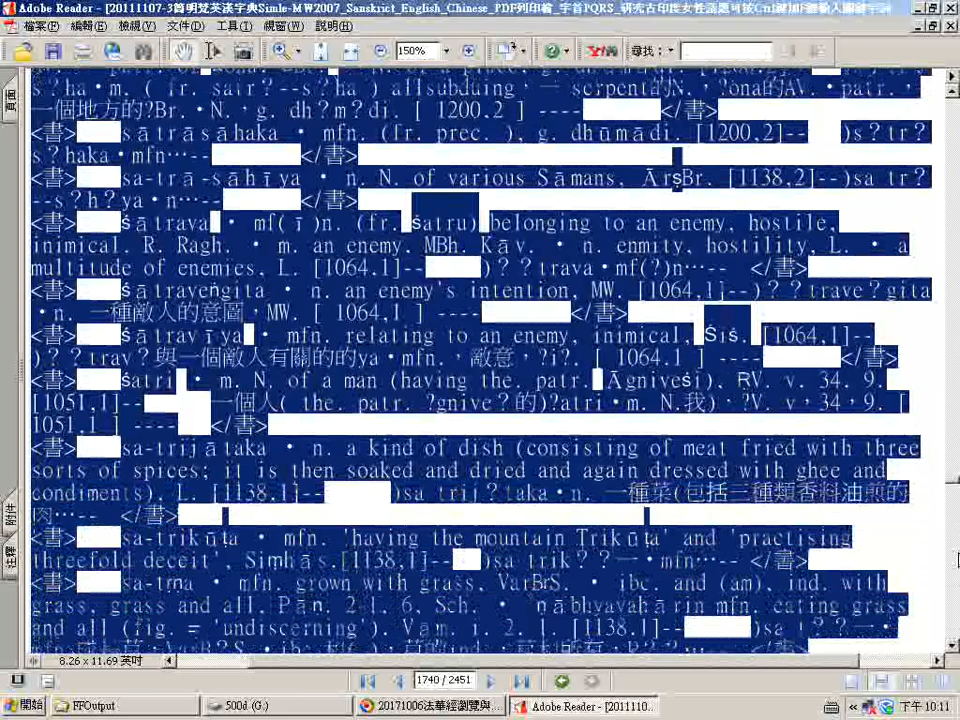 Adobe Reader - [20111107-3簡明梵英漢字典Simle-MW2007_Sanskrict_English_Chinese_PDF列印檔_字首PQRS_研究古印度女性議題可按Ctrl鍵加F鍵輸入關鍵字
檔案(F) 編輯(E) 檢視(V) 文件(D) 工具(T) 視窗(W) 說明(H)
150% 尋找：
頁面
附件
注釋
s?ha‧m. ( fr. satr? --s?ha ) allsubduing, 一 serpent的N.，?ona的AV.‧patr.，
一個地方的?Br.‧N.，g. dh?m?di. [ 1200,2 ] ---- </書>
<書> sātrāsāhaka ‧ mfn. (fr. prec. ), g. dhūmādi. [1200,2]-- )s?tr?
s?haka‧mfn…-- </書>
<書> sa-trā-sāhīya ‧ n. N. of various Sāmans, ĀrṣBr. [1138,2]--)sa tr?
--s?h?ya‧n…-- </書>
<書> śātrava ‧ mf(ī)n. (fr. śatru) belonging to an enemy, hostile,
inimical. R. Ragh. ‧ m. an enemy. MBh. Kāv. ‧ n. enmity, hostility, L. ‧ a
multitude of enemies, L. [1064,1]-- )??trava‧mf(?)n…-- </書>
<書> śātraveṅgita ‧ n. an enemy's intention, MW. [1064,1]--)??trave?gita
‧n. 一種敵人的意圖，MW. [ 1064,1 ] ---- </書>
<書> śātravīya ‧ mfn. relating to an enemy, inimical, Śiś. [1064,1]--
)??trav?與一個敵人有關的的ya‧mfn.，敵意，?i?. [ 1064,1 ] ---- </書>
<書> śatri ‧ m. N. of a man (having the. patr. Āgniveśi), RV. v. 34. 9.
[1051,1]-- 一個人( the. patr. ?gnive?的)?atri‧m. N.我)，?V. v，34，9. [
1051,1 ] ---- </書>
<書> sa-trijātaka ‧ n. a kind of dish (consisting of meat fried with three
sorts of spices; it is then soaked and dried and again dressed with ghee and
condiments), L. [1138,1]-- )sa trij?taka‧n. 一種菜(包括三種類香料油煎的
肉…-- </書>
<書> sa-trikūṭa ‧ mfn. 'having the mountain Trikūṭa' and 'practising
threefold deceit', Siṃhās.[1138,1]-- )sa trik??一‧mfn…-- </書>
<書> sa-tṛṇa ‧ mfn. grown with grass, VarBrS. ‧ ibc. and (am), ind. with
grass, grass and all, Pāṇ. 2-1, 6, Sch. ‧ ṇābhyavahārin mfn. eating grass
and all (fig. = 'undiscerning'). Vām. i. 2, 1. [1138,1]-- )sa t??一‧
8.26 x 11.69 英吋
1740 / 2451
開始 FFOutput 500d (G:) 20171006法華經瀏覽與... Adobe Reader - [2011110... 下午 10:11